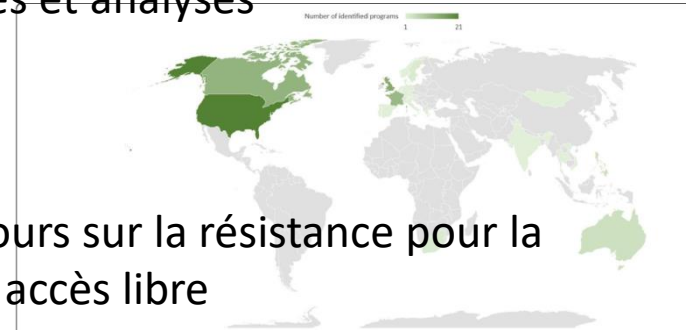 es et analyses
Number of identified programs
1 21
ours sur la résistance pour la
accès libre